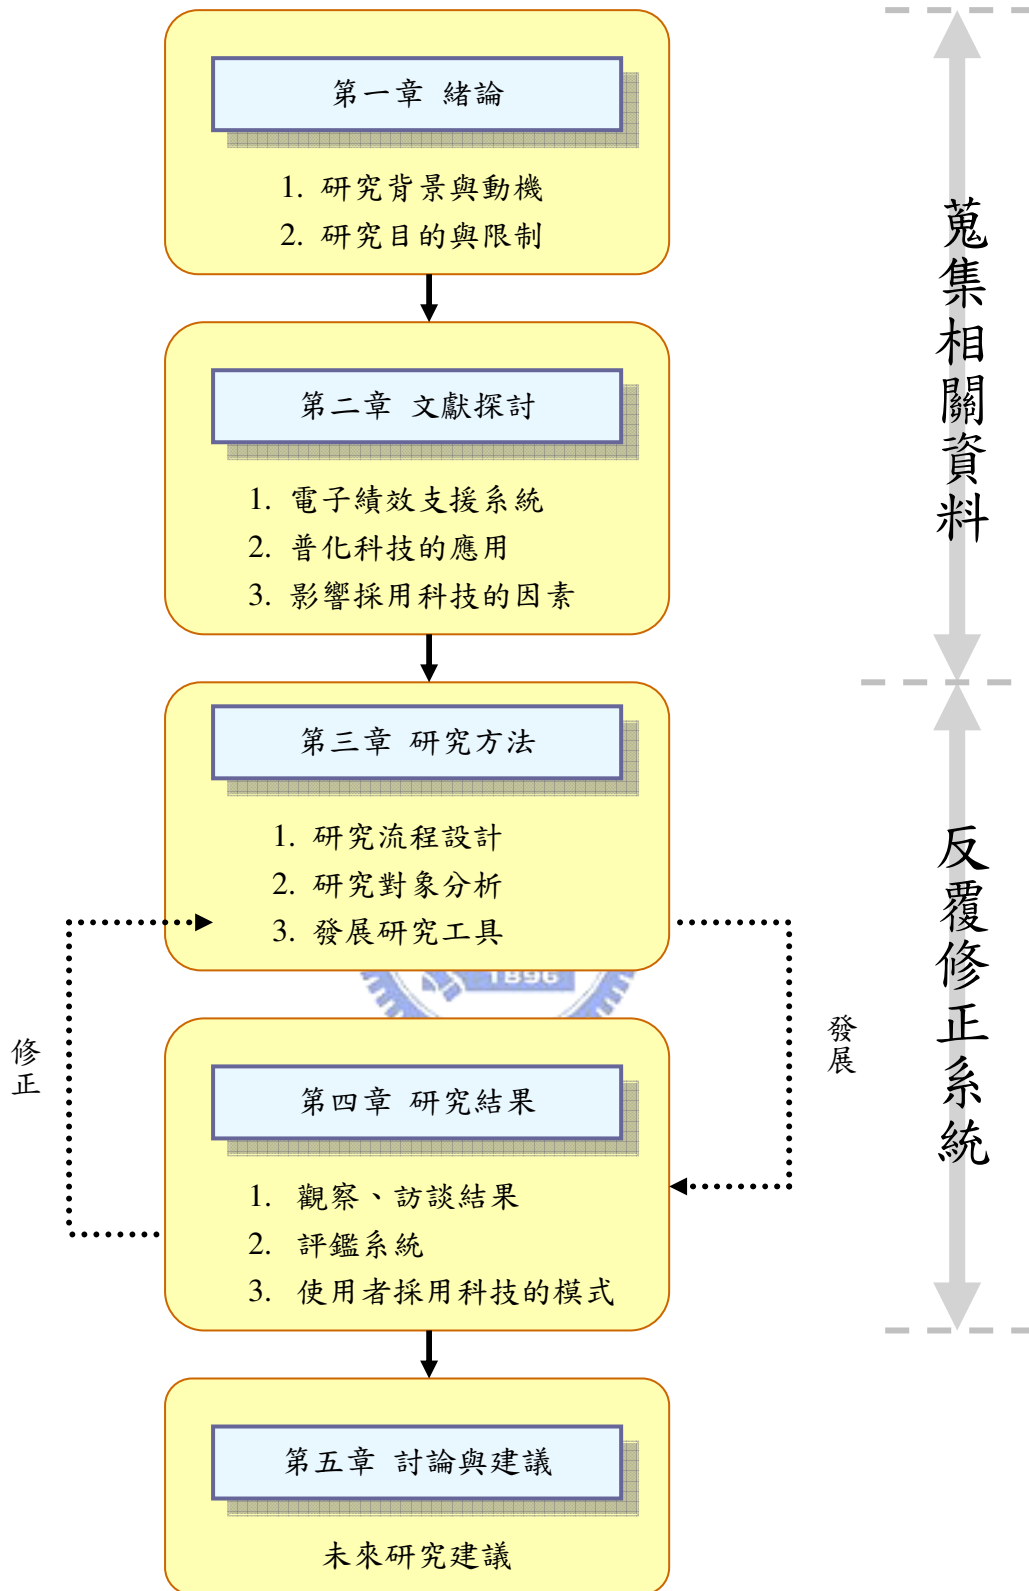 第一章 緒論
1. 研究背景與動機
2. 研究目的與限制
第二章 文獻探討
1. 電子績效支援系統
2. 普化科技的應用
3. 影響採用科技的因素
蒐集相關資料
第三章 研究方法
1. 研究流程設計
2. 研究對象分析
3. 發展研究工具
1896
修正
發展
反覆修正系統
第四章 研究結果
1. 觀察、訪談結果
2. 評鑑系統
3. 使用者採用科技的模式
第五章 討論與建議
未來研究建議